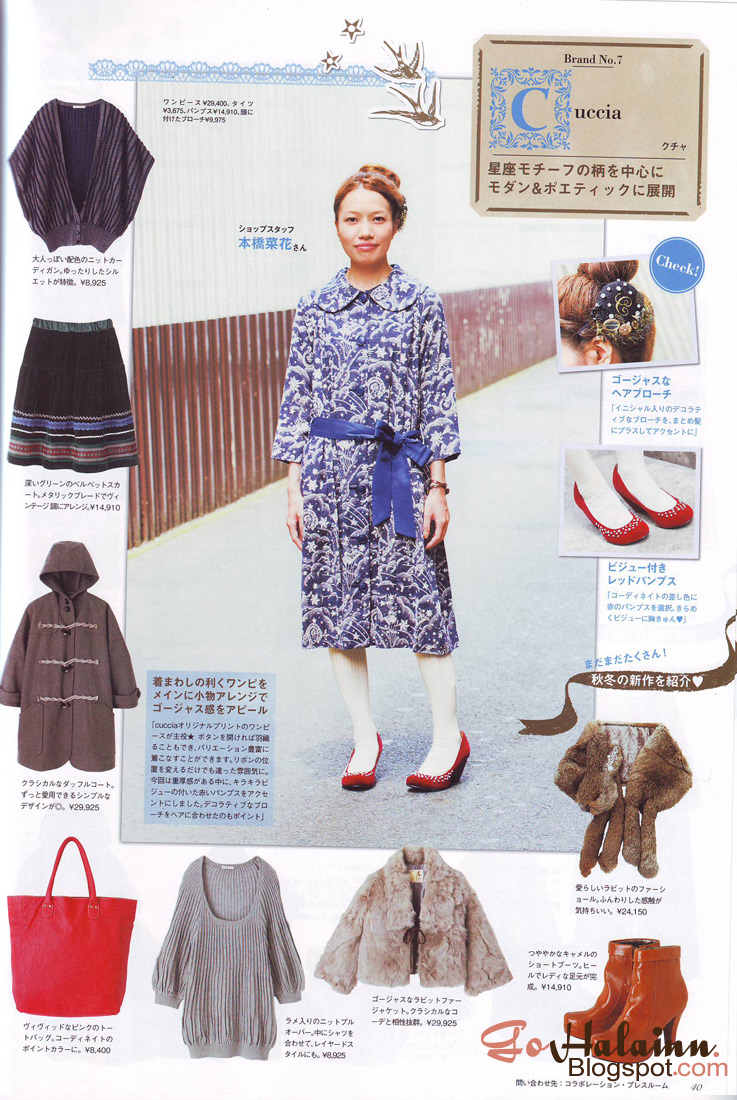 Brand No.7
Cuccia
クチャ
星座モチーフの柄を中心に
モダン&ポエティックに展開
ワンピース¥29,400、タイツ
¥3,675、パンプス¥14,910、頭に
付けたブローチ¥9,975
ショップスタッフ
本橋菜花さん
大人っぽい配色のニットカー
ディガン。ゆったりしたシル
エットが特徴。¥8,925
Check!
ゴージャスな
ヘアブローチ
「イニシャル入りのデコラテ
ィブなブローチを、まとめ髪
にプラスしてアクセントに」
深いグリーンのベルベットスカ
ート。メタリックブレードでヴィ
ンテージ調にアレンジ。¥14,910
ビジュー付き
レッドパンプス
「コーディネイトの差し色に
赤のパンプスを選択。きらめ
くビジューに胸きゅん♥」
まだまだたくさん!
秋冬の新作を紹介♥
着まわしの利くワンピを
メインに小物アレンジで
ゴージャス感をアピール
「cucciaオリジナルプリントのワンピ
ースが主役★ ボタンを開ければ羽織
ることもでき、バリエーション豊富に
着こなすことができます。リボンの位
置を変えるだけでも違った雰囲気に。
今回は重厚感がある中に、キラキラビ
ジューの付いた赤いパンプスをアクセ
ントにしました。デコラティブなブロ
ーチをヘアに合わせたのもポイント」
クラシカルなダッフルコート。
ずっと愛用できるシンプルな
デザインが◎。¥29,925
愛らしいラビットのファーシ
ョール。ふんわりした感触が
気持ちいい。¥24,150
つややかなキャメルの
ショートブーツ。ヒー
ルでレディな足元が完
成。¥14,910
ゴージャスなラビットファー
ジャケット。クラシカルなコ
ーデと相性抜群。¥29,925
ヴィヴィッドなピンクのトー
トバッグ。コーディネイトの
ポイントカラーに。¥8,400
ラメ入りのニットプル
オーバー。中にシャツを
合わせて、レイヤードス
タイルにも。¥8,925
Go Halaihn.
Blogspot.com
問い合わせ先:コラボレーション・プレスルーム
40